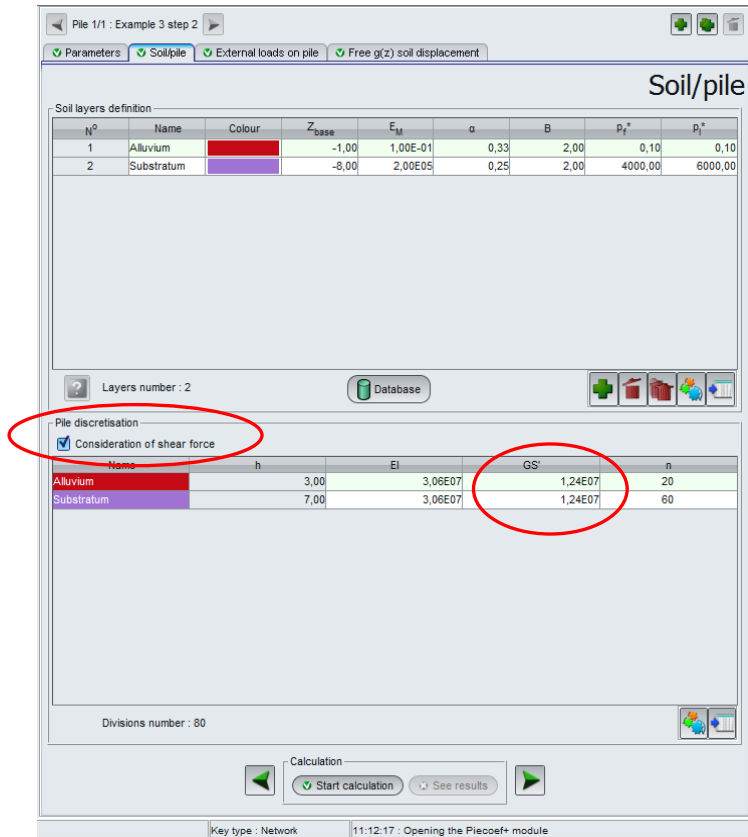 Pile 1/1 : Example 3 step 2
Parameters Soil/pile External loads on pile Free g(z) soil displacement
Soil/pile
Soil layers definition
Nº Name Colour Zbase EM α B pf* pl*
1 Alluvium -1,00 1,00E-01 0,33 2,00 0,10 0,10
2 Substratum -8,00 2,00E05 0,25 2,00 4000,00 6000,00
? Layers number : 2 Database
Pile discretisation
Consideration of shear force
Name h EI GS' n
Alluvium 3,00 3,06E07 1,24E07 20
Substratum 7,00 3,06E07 1,24E07 60
Divisions number : 80
Calculation
Start calculation See results
Key type : Network 11:12:17 : Opening the Piecoef+ module